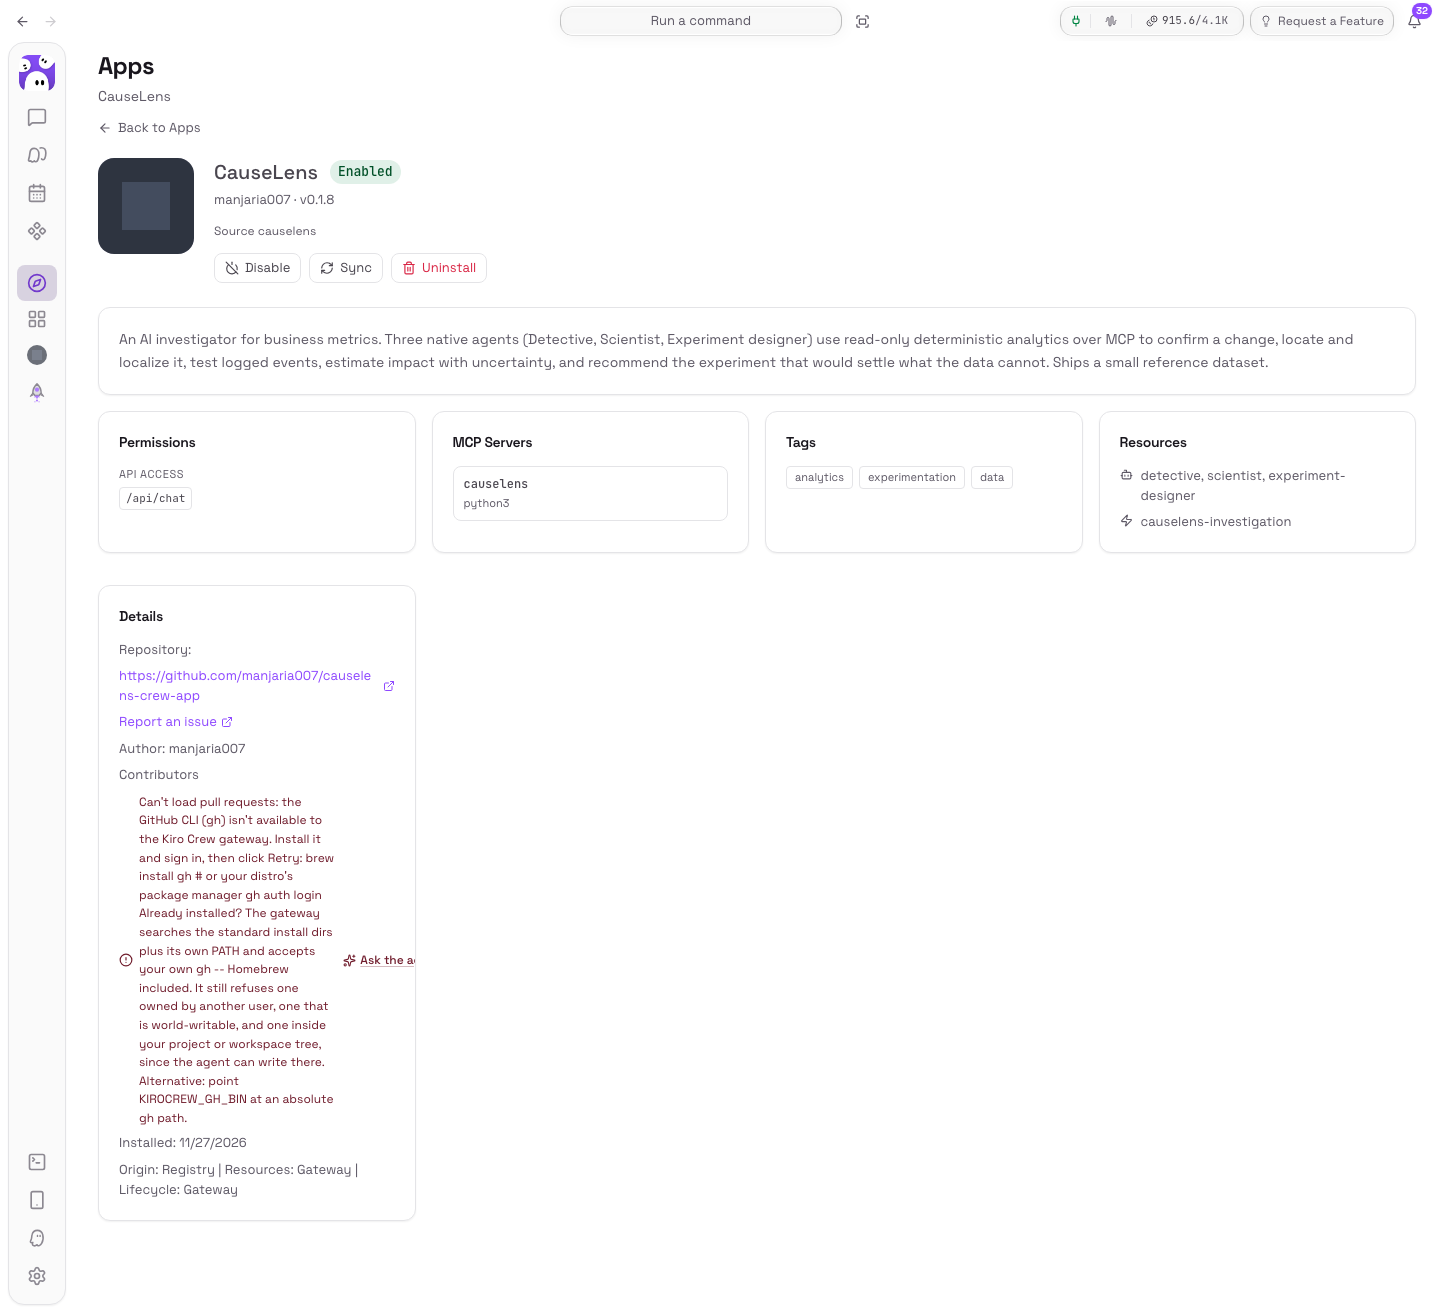 Run a command
915.6/4.1K
Request a Feature
32
Apps
CauseLens
Back to Apps
CauseLens Enabled
manjaria007 · v0.1.8
Source causelens
Disable Sync Uninstall
An AI investigator for business metrics. Three native agents (Detective, Scientist, Experiment designer) use read-only deterministic analytics over MCP to confirm a change, locate and
localize it, test logged events, estimate impact with uncertainty, and recommend the experiment that would settle what the data cannot. Ships a small reference dataset.
Permissions
API ACCESS
/api/chat
MCP Servers
causelens
python3
Tags
analytics experimentation data
Resources
detective, scientist, experiment-
designer
causelens-investigation
Details
Repository:
https://github.com/manjaria007/causele
ns-crew-app
Report an issue
Author: manjaria007
Contributors
Can't load pull requests: the
GitHub CLI (gh) isn't available to
the Kiro Crew gateway. Install it
and sign in, then click Retry: brew
install gh # or your distro's
package manager gh auth login
Already installed? The gateway
searches the standard install dirs
plus its own PATH and accepts
your own gh -- Homebrew
included. It still refuses one
owned by another user, one that
is world-writable, and one inside
your project or workspace tree,
since the agent can write there.
Alternative: point
KIROCREW_GH_BIN at an absolute
gh path.
Ask the a
Installed: 11/27/2026
Origin: Registry | Resources: Gateway |
Lifecycle: Gateway